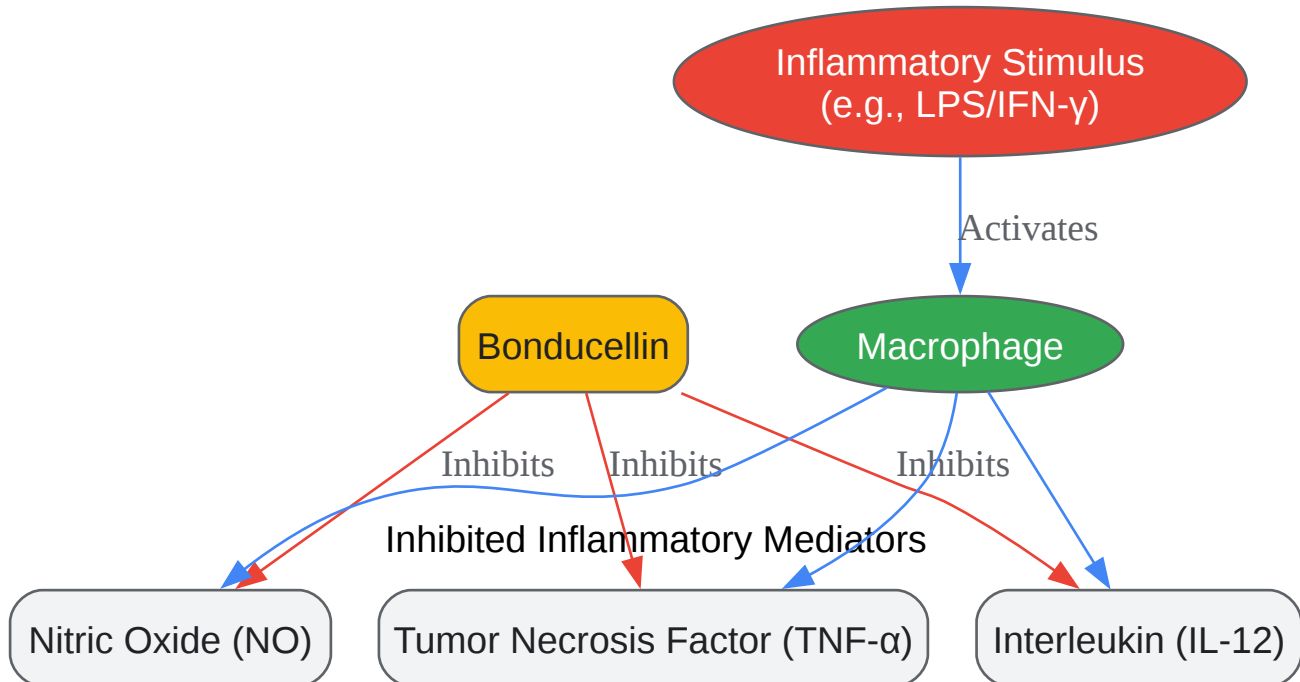 Inflammatory Stimulus
(e.g., LPS/IFN-γ)
Activates
Bonducellin
Macrophage
Inhibits
Inhibits
Inhibits
Inhibited Inflammatory Mediators
Nitric Oxide (NO)
Tumor Necrosis Factor (TNF-α)
Interleukin (IL-12)